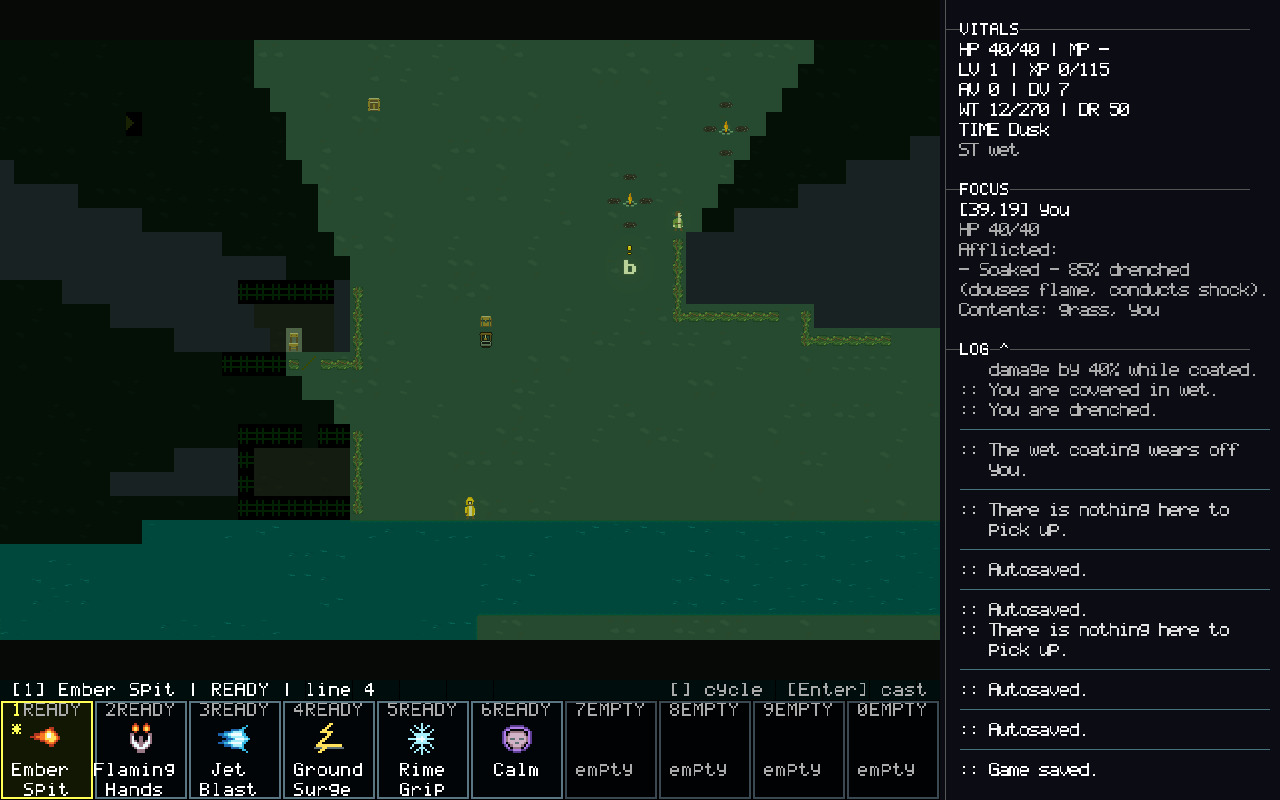 VITALS
HP 40/40 | MP -
LV 1 | XP 0/115
AV 0 | DV 7
WT 12/270 | DR 50
TIME Dusk
ST wet
FOCUS
[39,19] You
HP 40/40
Afflicted:
- Soaked - 85% drenched
(douses flame, conducts shock).
Contents: grass, You
LOG ^
damage by 40% while coated.
:: You are covered in wet.
:: You are drenched.
:: The wet coating wears off
You.
:: There is nothing here to
Pick up.
:: Autosaved.
:: Autosaved.
:: There is nothing here to
Pick up.
:: Autosaved.
:: Autosaved.
:: Game saved.
b
[1] Ember Spit | READY | line 4
[] cycle [Enter] cast
1READY 2READY 3READY 4READY 5READY 6READY 7EMPTY 8EMPTY 9EMPTY 0EMPTY
*
Ember Flaming Jet Ground Rime Calm empty empty empty empty
Spit Hands Blast Surge Grip